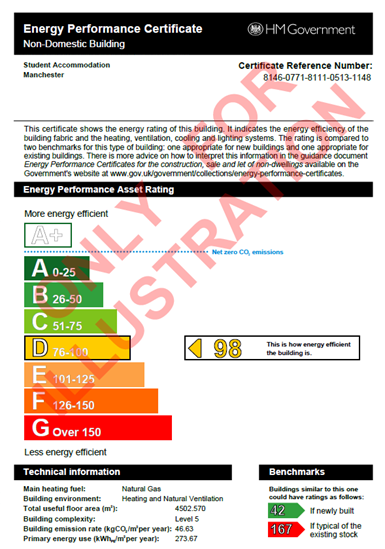 Energy Performance Certificate
HM Government
Non-Domestic Building
Student Accommodation
Manchester
Certificate Reference Number:
8146-0771-8111-0513-1148
This certificate shows the energy rating of this building. It indicates the energy efficiency of the
building fabric and the heating, ventilation, cooling and lighting systems. The rating is compared to
two benchmarks for this type of building: one appropriate for new buildings and one appropriate for
existing buildings. There is more advice on how to interpret this information in the guidance document
Energy Performance Certificates for the construction, sale and let of non-dwellings available on the
Government's website at www.gov.uk/government/collections/energy-performance-certificates.
Energy Performance Asset Rating
More energy efficient
A+
Net zero CO₂ emissions
A 0-25
B 26-50
C 51-75
D 76-100
98
This is how energy efficient
the building is.
E 101-125
F 126-150
G Over 150
Less energy efficient
ONLY FOR
ILLUSTRATION
Technical information
Main heating fuel: Natural Gas
Building environment: Heating and Natural Ventilation
Total useful floor area (m²): 4502.570
Building complexity: Level 5
Building emission rate (kgCO₂/m²per year): 46.63
Primary energy use (kWhₑq/m²per year): 273.67
Benchmarks
Buildings similar to this one
could have ratings as follows:
42 If newly built
167 If typical of the
existing stock